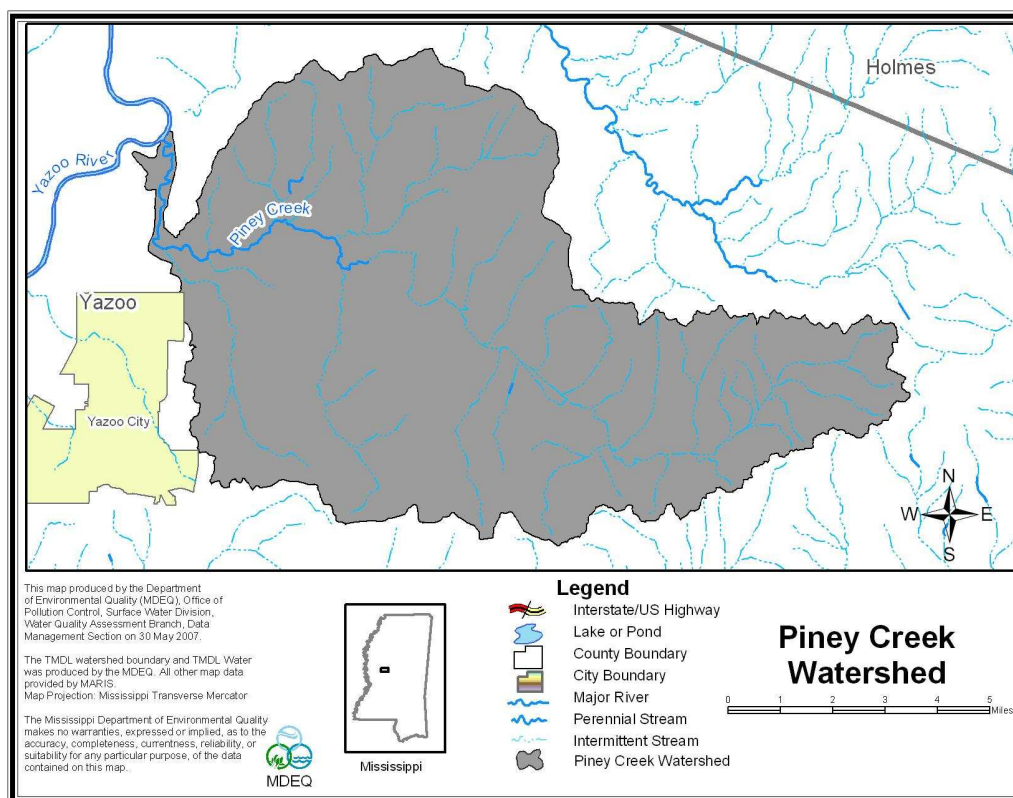 Holmes
Yazoo River
Piney Creek
Yazoo
Yazoo City
N
W E
S
This map produced by the Department
of Environmental Quality (MDEQ), Office of
Pollution Control, Surface Water Division,
Water Quality Assessment Branch, Data
Management Section on 30 May 2007.
The TMDL watershed boundary and TMDL Water
was produced by the MDEQ. All other map data
provided by MARIS.
Map Projection: Mississippi Transverse Mercator
The Mississippi Department of Environmental Quality
makes no warranties, expressed or implied, as to the
accuracy, completeness, currentness, reliability, or
suitability for any particular purpose, of the data
contained on this map.
MDEQ
Mississippi
Legend
Interstate/US Highway
Lake or Pond
County Boundary
City Boundary
Major River
Perennial Stream
Intermittent Stream
Piney Creek Watershed
Piney Creek
Watershed
0 1 2 3 4 5
Miles